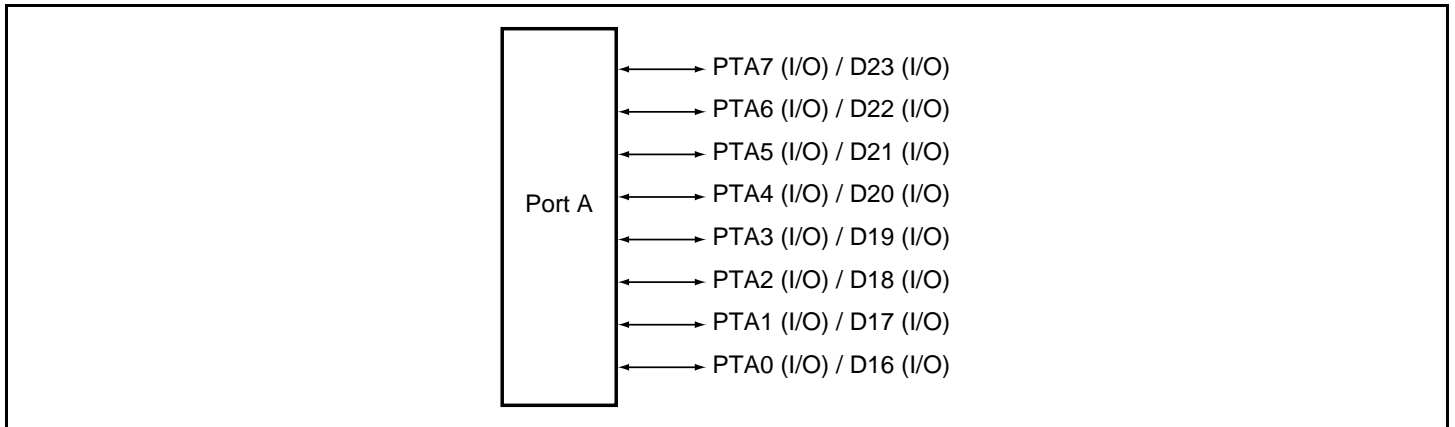 PTA7 (I/O) / D23 (I/O)
PTA6 (I/O) / D22 (I/O)
PTA5 (I/O) / D21 (I/O)
Port A
PTA4 (I/O) / D20 (I/O)
PTA3 (I/O) / D19 (I/O)
PTA2 (I/O) / D18 (I/O)
PTA1 (I/O) / D17 (I/O)
PTA0 (I/O) / D16 (I/O)